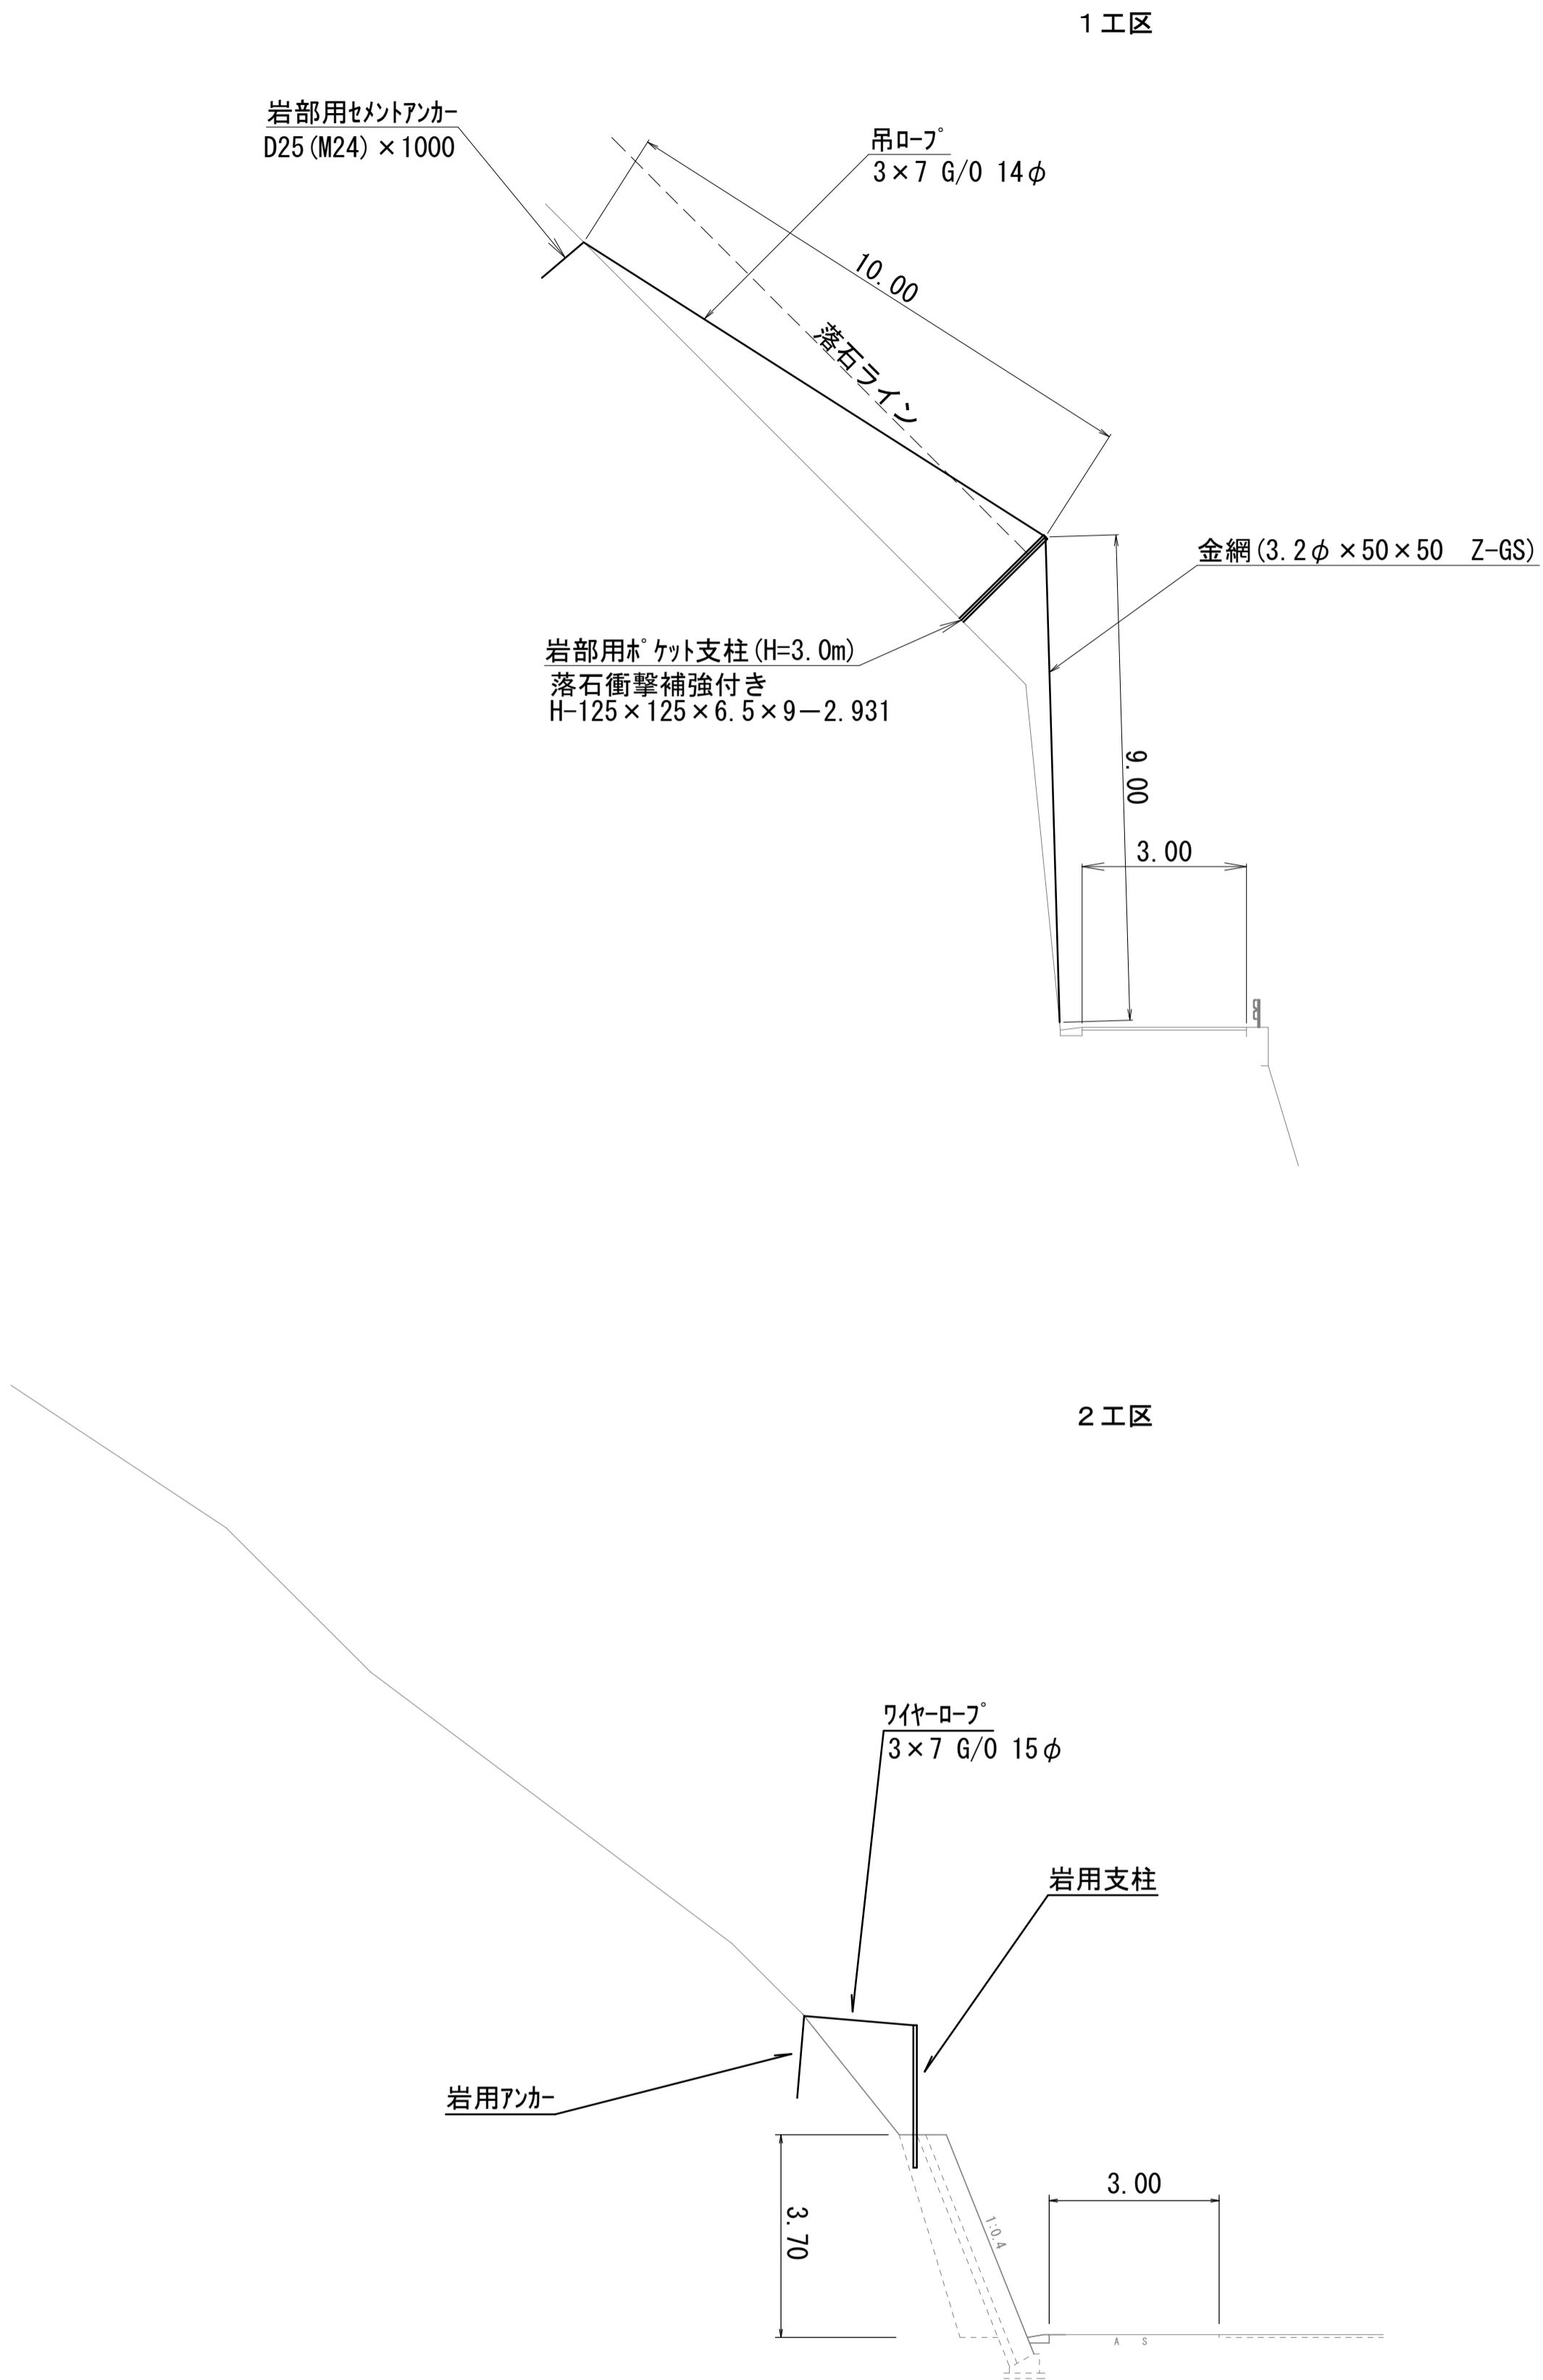 １工区
岩部用ｾﾒﾝﾄｱﾝｶｰ
D25(M24)×1000
吊ﾛｰﾌﾟ
3×7 G/O 14φ
10.00
落石ライン
金網(3.2φ×50×50　Z-GS)
岩部用ﾎﾟｹｯﾄ支柱(H=3.0m)
落石衝撃補強付き
H-125×125×6.5×9－2.931
9.00
3.00
２工区
ﾜｲﾔｰﾛｰﾌﾟ
3×7 G/O 15φ
岩用支柱
岩用ｱﾝｶｰ
3.70
1:0.4
3.00
A S